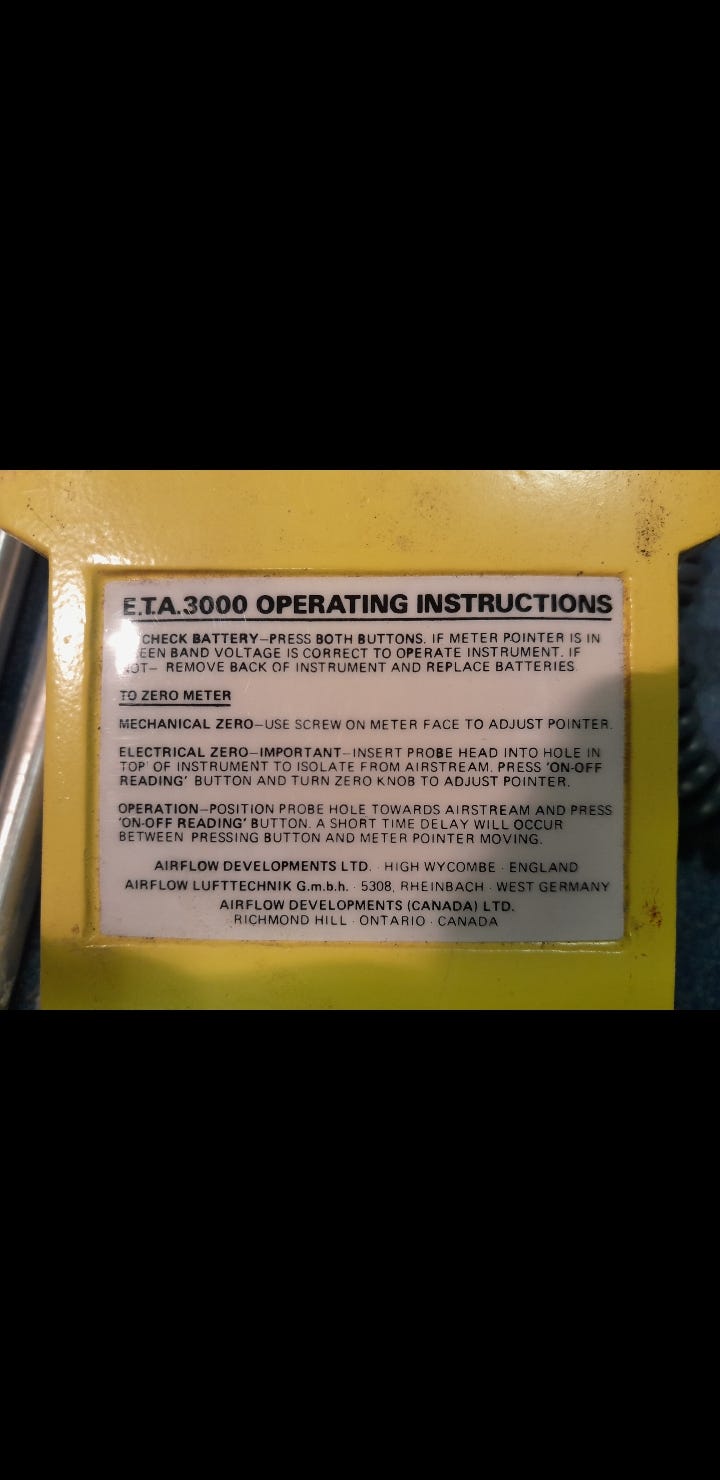 E.T.A.3000 OPERATING INSTRUCTIONS
CHECK BATTERY—PRESS BOTH BUTTONS. IF METER POINTER IS IN
BAND VOLTAGE IS CORRECT TO OPERATE INSTRUMENT. IF
NOT— REMOVE BACK OF INSTRUMENT AND REPLACE BATTERIES
TO ZERO METER
MECHANICAL ZERO—USE SCREW ON METER FACE TO ADJUST POINTER.
ELECTRICAL ZERO—IMPORTANT—INSERT PROBE HEAD INTO HOLE IN
TOP OF INSTRUMENT TO ISOLATE FROM AIRSTREAM. PRESS 'ON-OFF
READING' BUTTON AND TURN ZERO KNOB TO ADJUST POINTER.
OPERATION—POSITION PROBE HOLE TOWARDS AIRSTREAM AND PRESS
'ON-OFF READING' BUTTON. A SHORT TIME DELAY WILL OCCUR
BETWEEN PRESSING BUTTON AND METER POINTER MOVING.
AIRFLOW DEVELOPMENTS LTD. · HIGH WYCOMBE · ENGLAND
AIRFLOW LUFTTECHNIK G.m.b.h. · 5308, RHEINBACH · WEST GERMANY
AIRFLOW DEVELOPMENTS (CANADA) LTD.
RICHMOND HILL · ONTARIO · CANADA